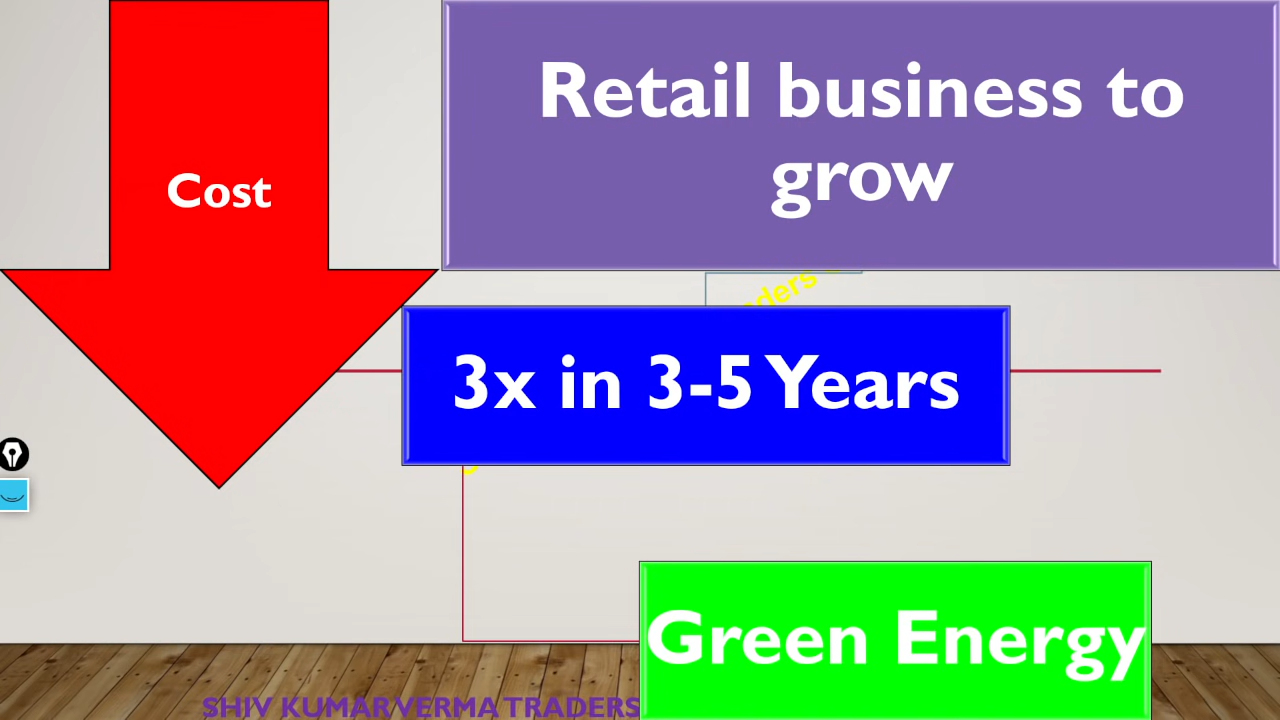 Retail business to
grow
Cost
3x in 3-5 Years
Green Energy
SHIV KUMAR VERMA TRADERS